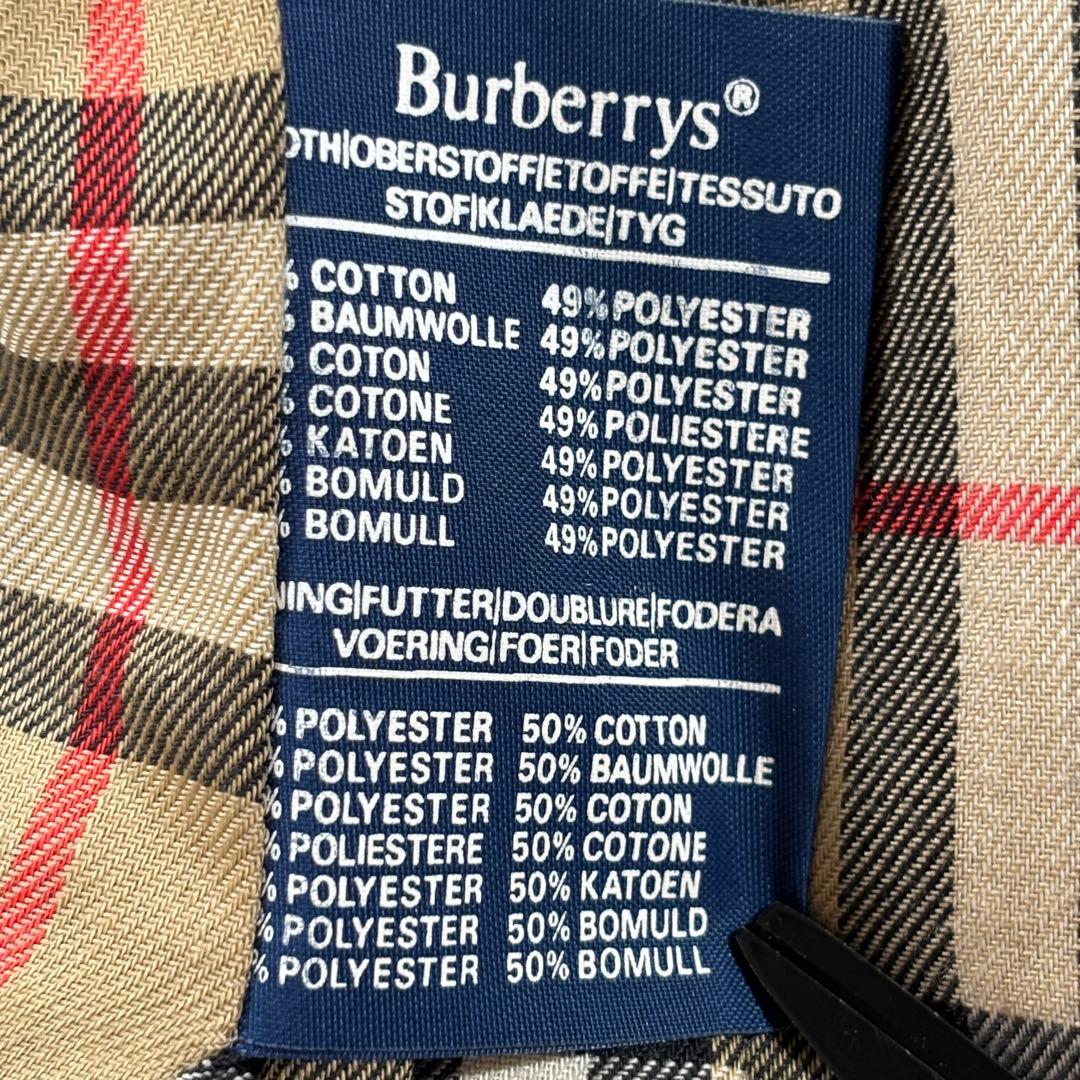 Burburrys®
OTH|OBERSTOFF|ETOFFE|TESSUTO
STOF|KLAEDE|TYG
% COTTON 49% POLYESTER
% BAUMWOLLE 49% POLYESTER
% COTON 49% POLYESTER
% COTONE 49% POLIESTERE
% KATOEN 49% POLYESTER
% BOMULD 49% POLYESTER
% BOMULL 49% POLYESTER
NING|FUTTER|DOUBLURE|FODERA
VOERING|FOER|FODER
% POLYESTER 50% COTTON
% POLYESTER 50% BAUMWOLLE
% POLYESTER 50% COTON
% POLIESTERE 50% COTONE
% POLYESTER 50% KATOEN
% POLYESTER 50% BOMULD
% POLYESTER 50% BOMULL